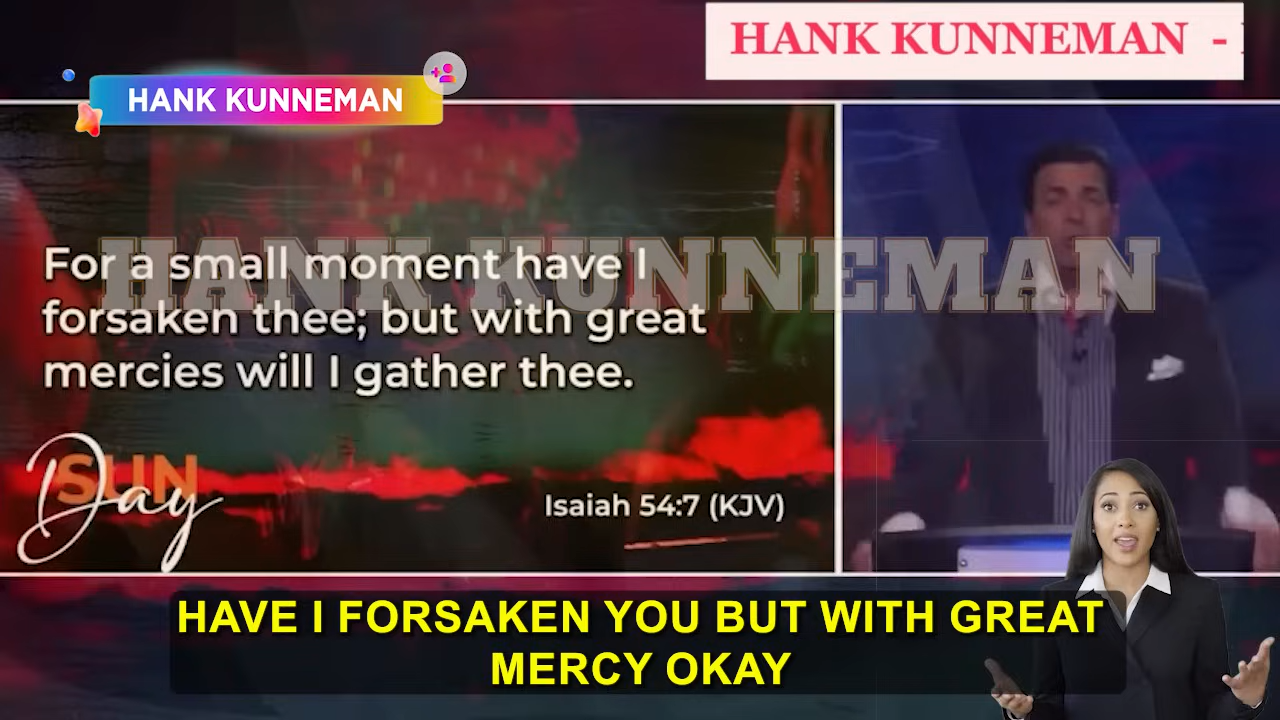 HANK KUNNEMAN -
HANK KUNNEMAN
HANK KUNNEMAN
For a small moment have I
forsaken thee; but with great
mercies will I gather thee.
SUN
Day
Isaiah 54:7 (KJV)
HAVE I FORSAKEN YOU BUT WITH GREAT
MERCY OKAY